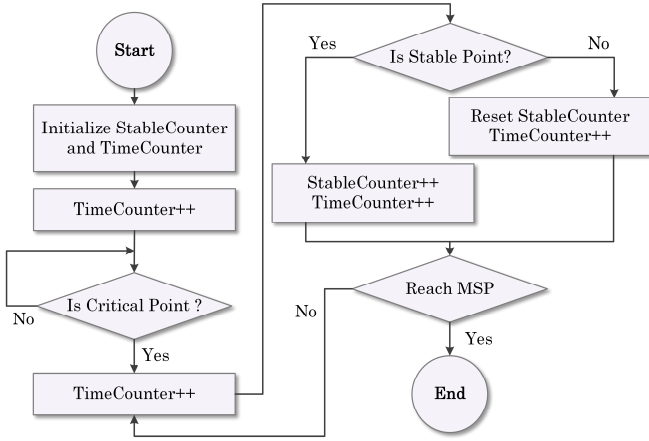 Start
Initialize StableCounter
and TimeCounter
TimeCounter++
Is Critical Point ?
No
Yes
TimeCounter++
Is Stable Point?
Yes
No
Reset StableCounter
TimeCounter++
StableCounter++
TimeCounter++
Reach MSP
No
Yes
End